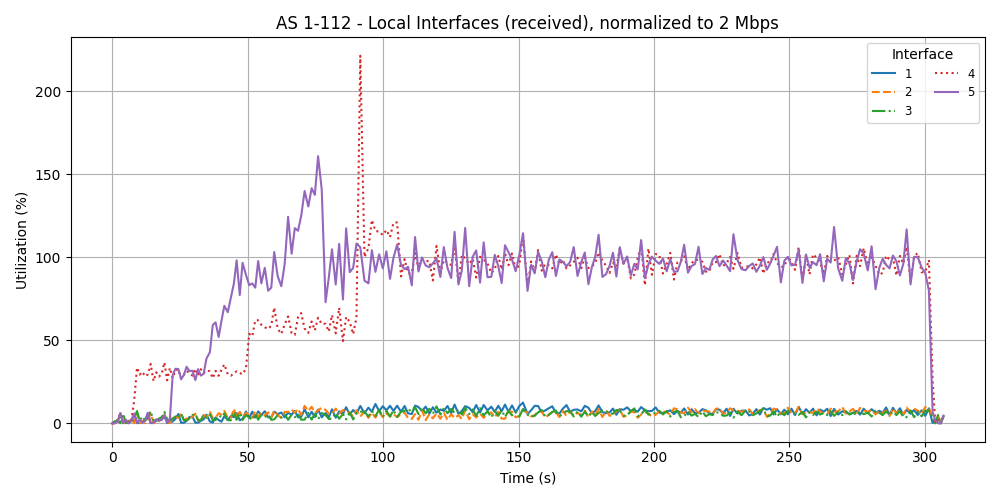 AS 1-112 - Local Interfaces (received), normalized to 2 Mbps
Interface
1
2
3
4
5
Utilization (%)
200
150
100
50
0
0 50 100 150 200 250 300
Time (s)